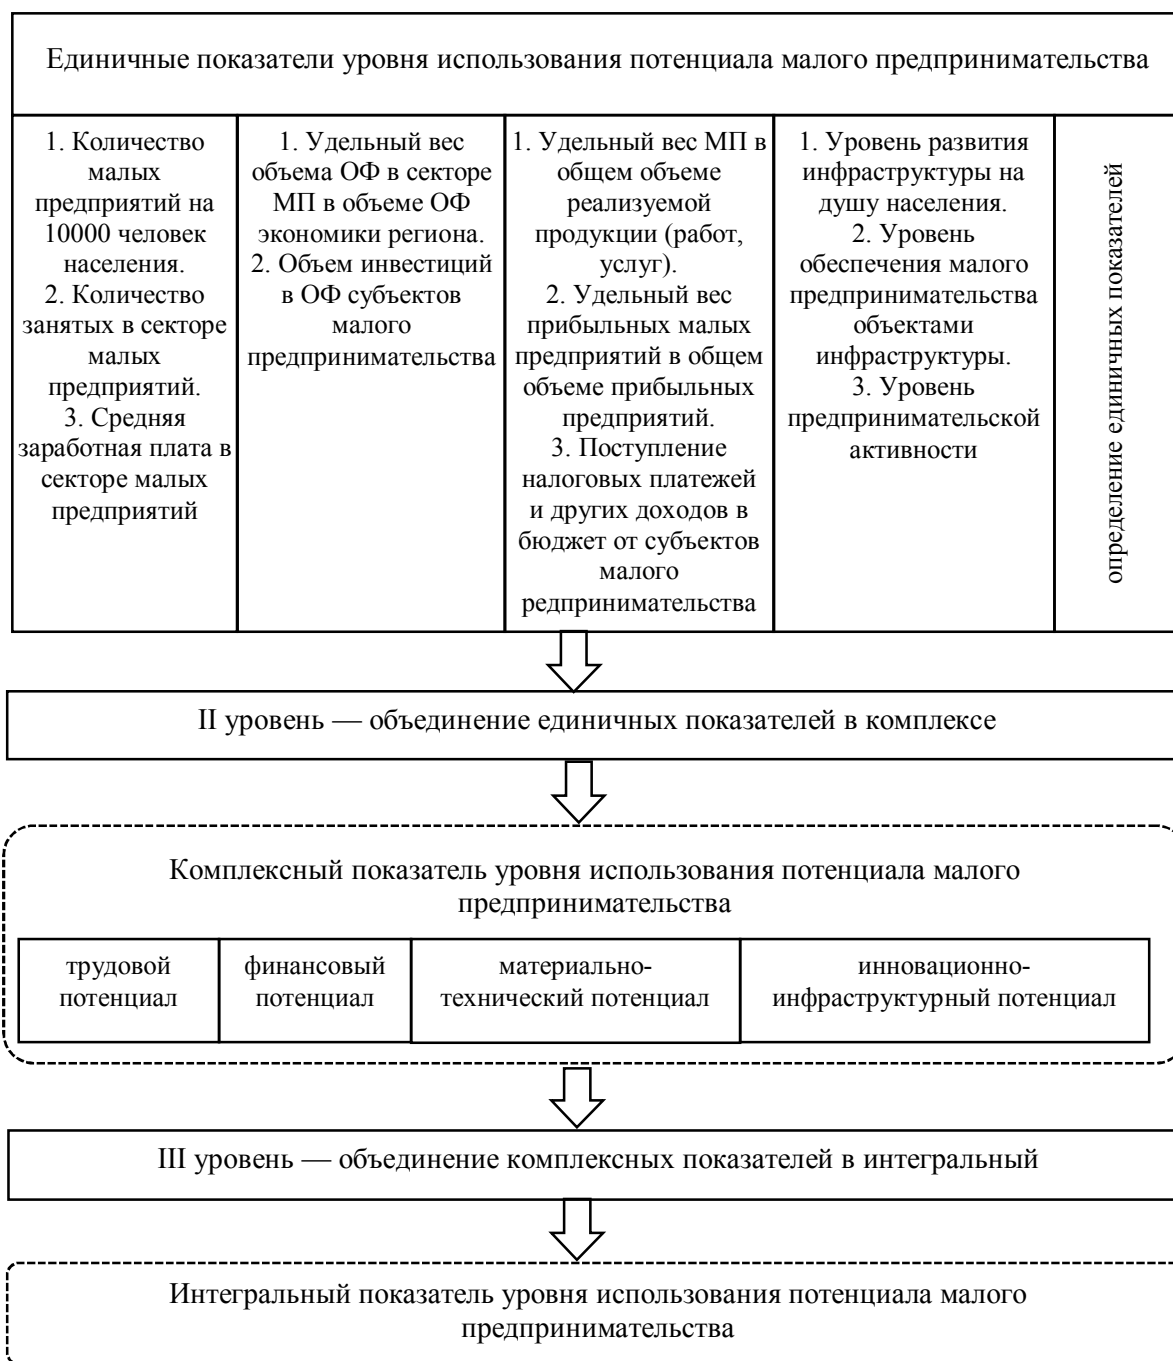 Единичные показатели уровня использования потенциала малого предпринимательства
1. Количество
малых
предприятий на
10000 человек
населения.
2. Количество
занятых в секторе
малых
предприятий.
3. Средняя
заработная плата в
секторе малых
предприятий
1. Удельный вес
объема ОФ в секторе
МП в объеме ОФ
экономики региона.
2. Объем инвестиций
в ОФ субъектов
малого
предпринимательства
1. Удельный вес МП в
общем объеме
реализуемой
продукции (работ,
услуг).
2. Удельный вес
прибыльных малых
предприятий в общем
объеме прибыльных
предприятий.
3. Поступление
налоговых платежей
и других доходов в
бюджет от субъектов
малого
редпринимательства
1. Уровень развития
инфраструктуры на
душу населения.
2. Уровень
обеспечения малого
предпринимательства
объектами
инфраструктуры.
3. Уровень
предпринимательской
активности
определение единичных показателей
II уровень — объединение единичных показателей в комплексе
Комплексный показатель уровня использования потенциала малого
предпринимательства
трудовой
потенциал
финансовый
потенциал
материально-
технический потенциал
инновационно-
инфраструктурный потенциал
III уровень — объединение комплексных показателей в интегральный
Интегральный показатель уровня использования потенциала малого
предпринимательства